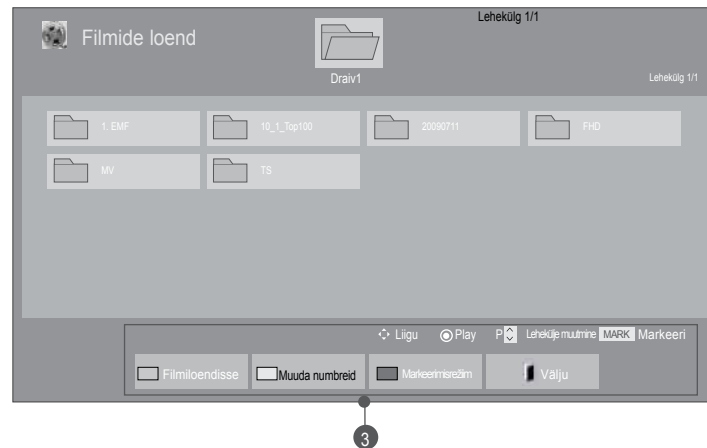 Lehekülg 1/1
Filmide loend
Draiv1
Lehekülg 1/1
1. EMF
10_1_Top100
20090711
FHD
MV
TS
Liigu Play P Lehekülje muutmine MARK Markeeri
Filmiloendisse Muuda numbreid Markeerimisrežiim Välju
3